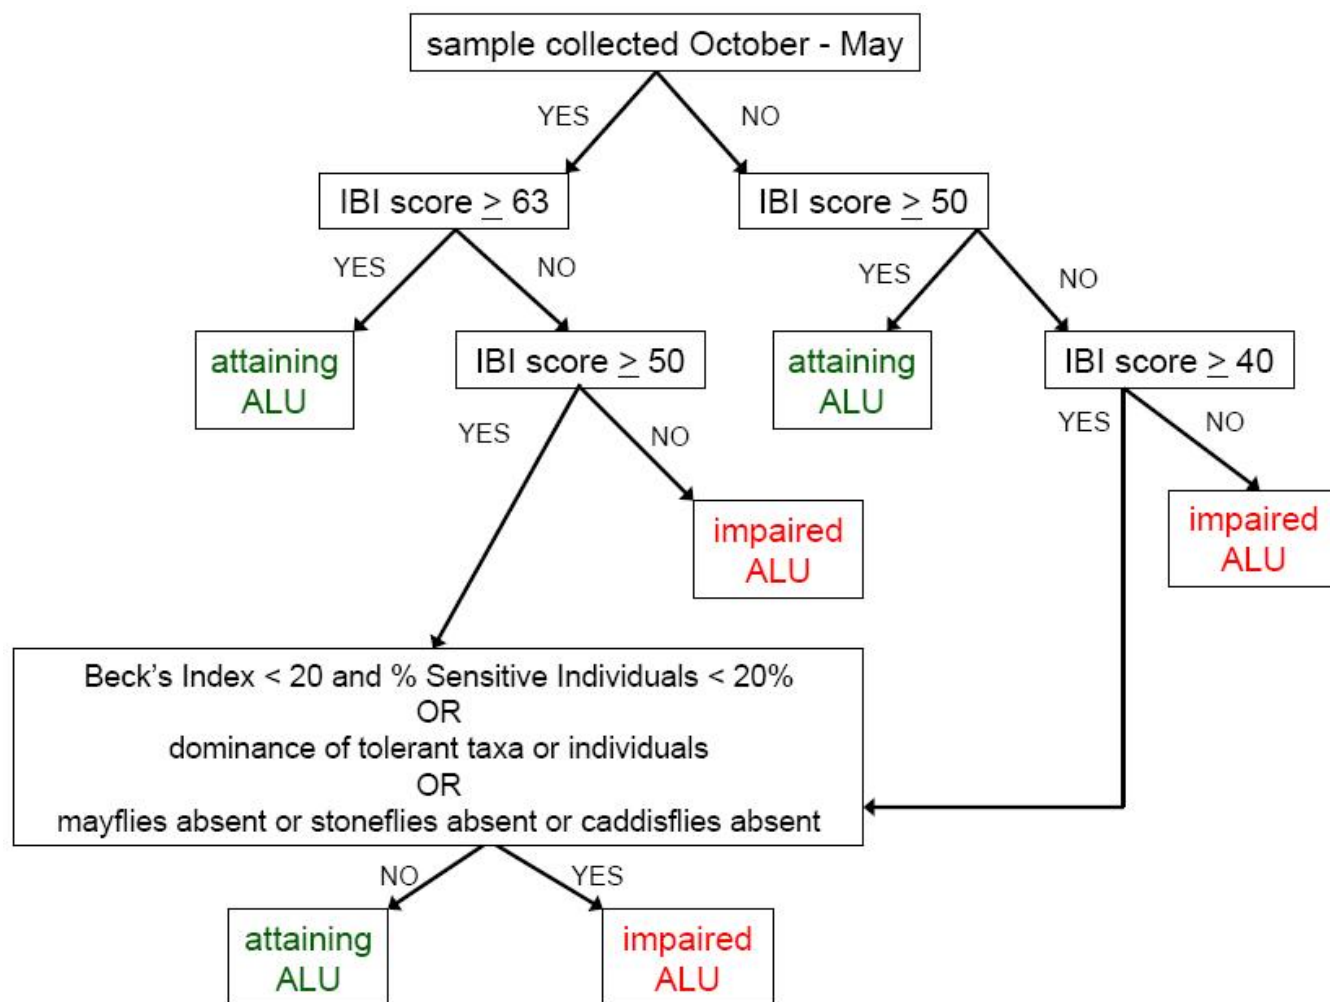 sample collected October - May
YES
NO
IBI score ≥ 63
IBI score ≥ 50
YES
NO
YES
NO
attaining
ALU
IBI score ≥ 50
attaining
ALU
IBI score ≥ 40
YES
NO
YES
NO
impaired
ALU
impaired
ALU
Beck's Index < 20 and % Sensitive Individuals < 20%
OR
dominance of tolerant taxa or individuals
OR
mayflies absent or stoneflies absent or caddisflies absent
NO
YES
attaining
ALU
impaired
ALU